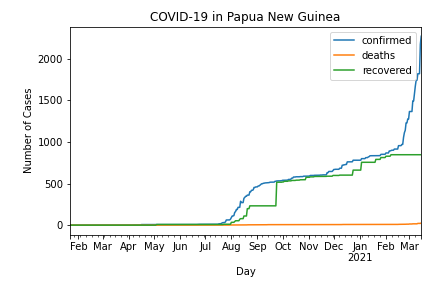 COVID-19 in Papua New Guinea
confirmed
deaths
recovered
Number of Cases
2000
1500
1000
500
0
Feb Mar Apr May Jun Jul Aug Sep Oct Nov Dec Jan Feb Mar
2021
Day